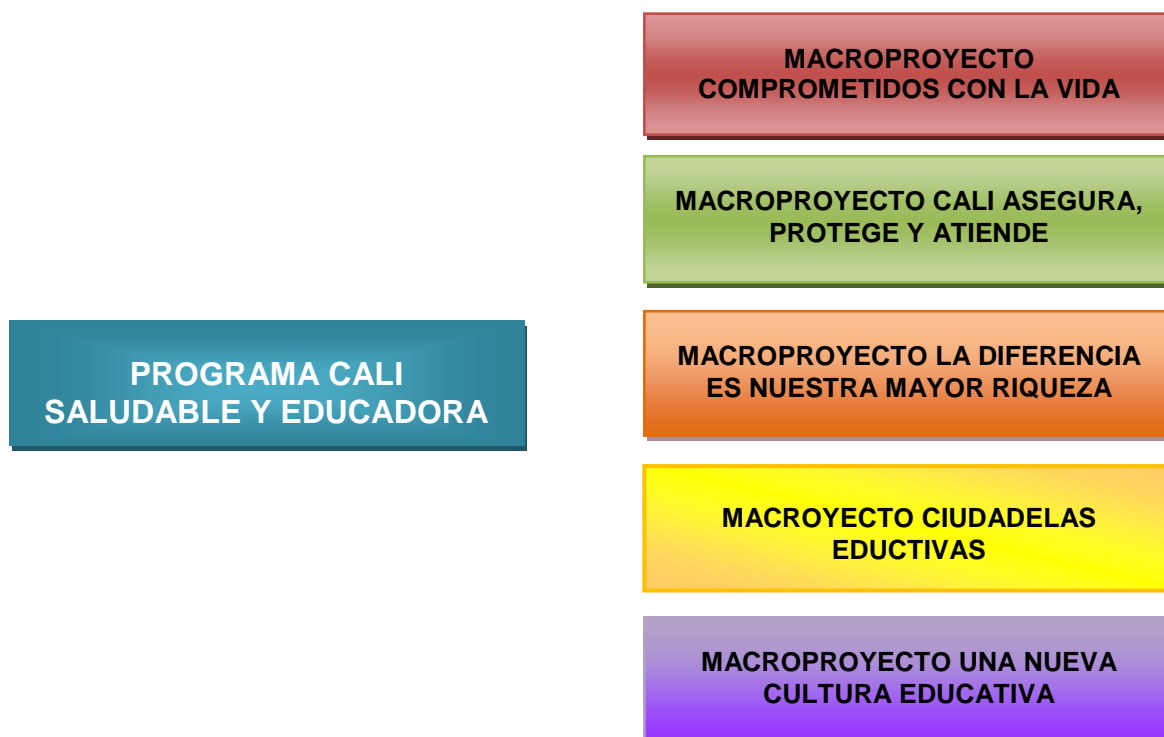 MACROPROYECTO
COMPROMETIDOS CON LA VIDA
MACROPROYECTO CALI ASEGURA,
PROTEGE Y ATIENDE
PROGRAMA CALI
SALUDABLE Y EDUCADORA
MACROPROYECTO LA DIFERENCIA
ES NUESTRA MAYOR RIQUEZA
MACROYECTO CIUDADELAS
EDUCTIVAS
MACROPROYECTO UNA NUEVA
CULTURA EDUCATIVA